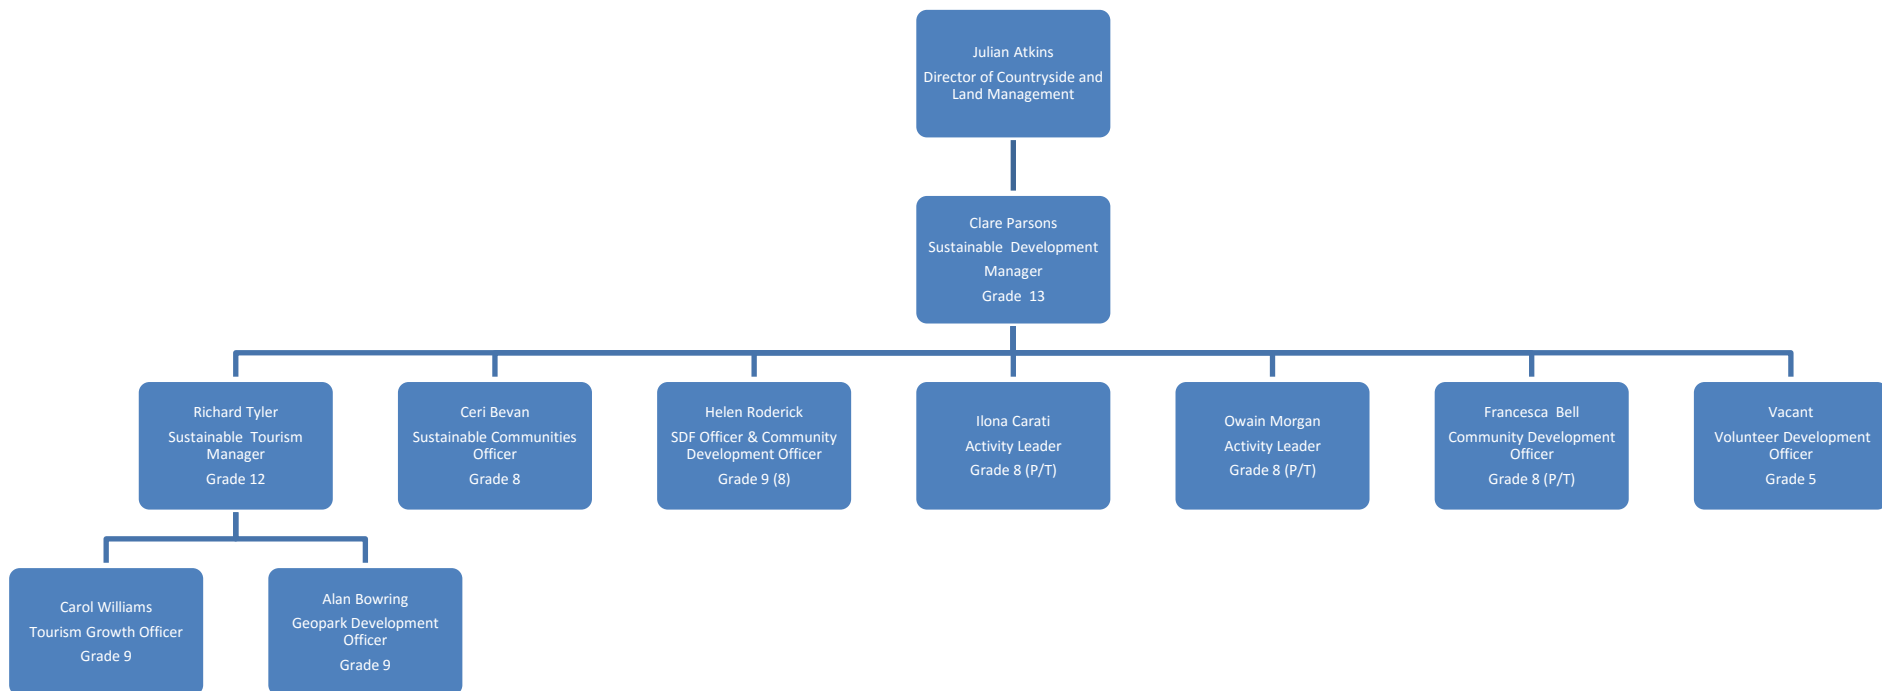 Julian Atkins
Director of Countryside and
Land Management
Clare Parsons
Sustainable Development
Manager
Grade 13
Richard Tyler
Sustainable Tourism
Manager
Grade 12
Ceri Bevan
Sustainable Communities
Officer
Grade 8
Helen Roderick
SDF Officer & Community
Development Officer
Grade 9 (8)
Ilona Carati
Activity Leader
Grade 8 (P/T)
Owain Morgan
Activity Leader
Grade 8 (P/T)
Francesca Bell
Community Development
Officer
Grade 8 (P/T)
Vacant
Volunteer Development
Officer
Grade 5
Carol Williams
Tourism Growth Officer
Grade 9
Alan Bowring
Geopark Development
Officer
Grade 9